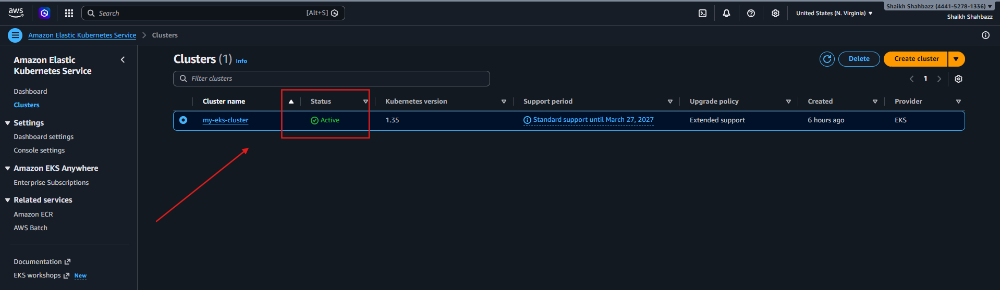 aws
Search [Alt+S]
United States (N. Virginia)
Shaikh Shahbazz (4441-5278-1336)
Shaikh Shahbazz
Amazon Elastic Kubernetes Service > Clusters
Amazon Elastic
Kubernetes Service
Dashboard
Clusters
Settings
Dashboard settings
Console settings
Amazon EKS Anywhere
Enterprise Subscriptions
Related services
Amazon ECR
AWS Batch
Documentation
EKS workshops New
Clusters (1) Info
Delete
Create cluster
Filter clusters
1
Cluster name Status Kubernetes version Support period Upgrade policy Created Provider
my-eks-cluster Active 1.35 Standard support until March 27, 2027 Extended support 6 hours ago EKS